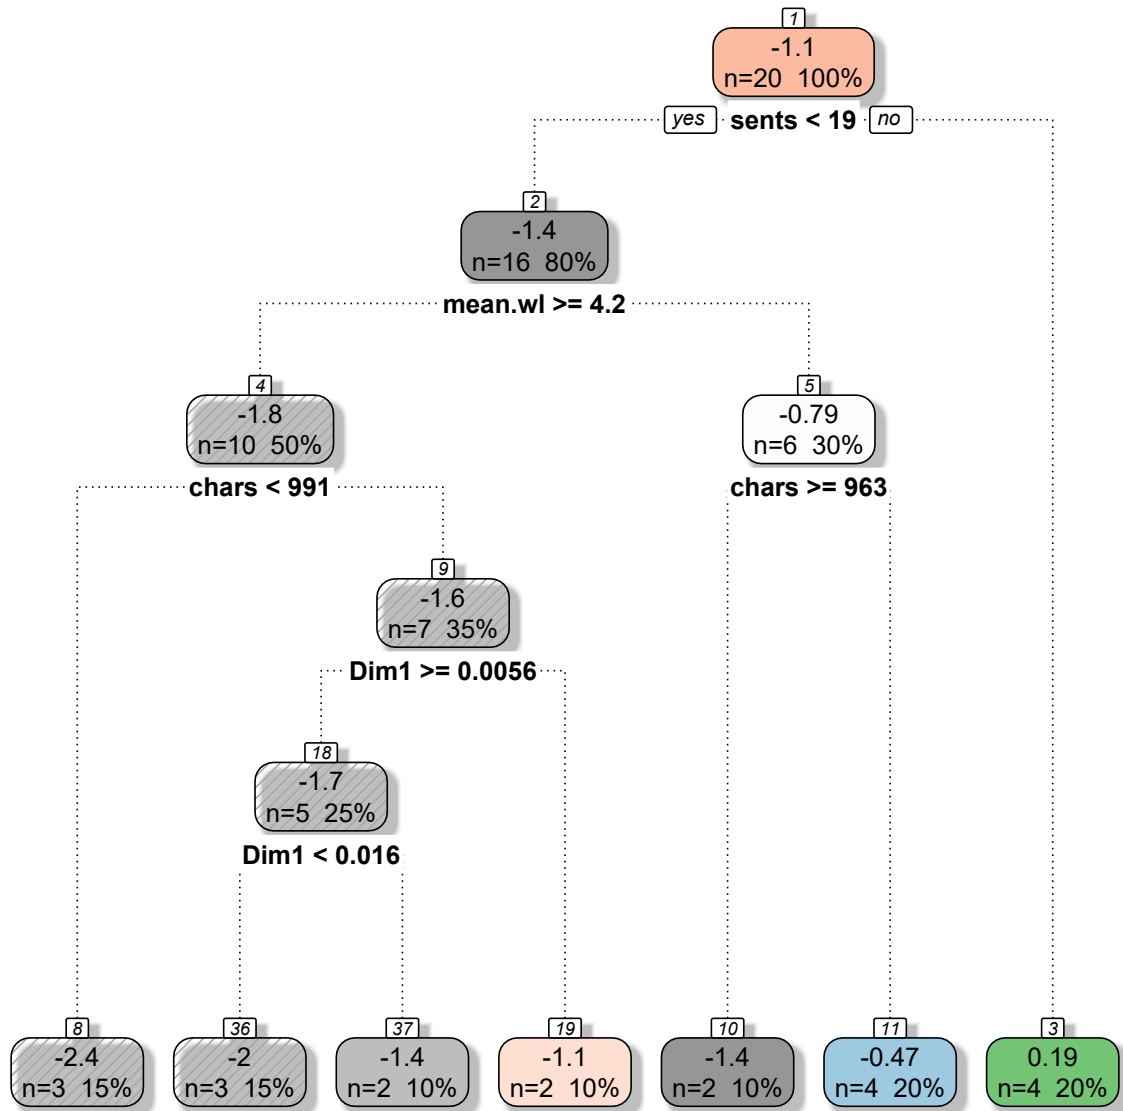 1
-1.1
n=20 100%
yes sents < 19 no
2
-1.4
n=16 80%
mean.wl >= 4.2
4
-1.8
n=10 50%
chars < 991
5
-0.79
n=6 30%
chars >= 963
9
-1.6
n=7 35%
Dim1 >= 0.0056
18
-1.7
n=5 25%
Dim1 < 0.016
8
-2.4
n=3 15%
36
-2
n=3 15%
37
-1.4
n=2 10%
19
-1.1
n=2 10%
10
-1.4
n=2 10%
11
-0.47
n=4 20%
3
0.19
n=4 20%